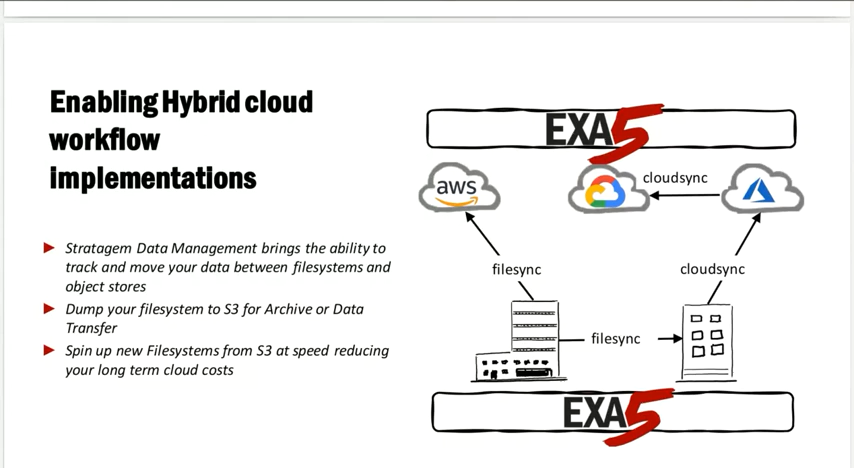 Enabling Hybrid cloud
workflow
implementations
Stratagem Data Management brings the ability to
track and move your data between filesystems and
object stores
Dump your filesystem to S3 for Archive or Data
Transfer
Spin up new Filesystems from S3 at speed reducing
your long term cloud costs
EXA5
aws
cloudsync
filesync
cloudsync
filesync
EXA5